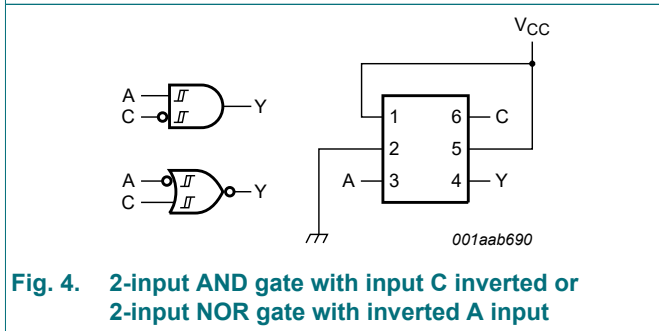 VCC
A
C
Y
A
C
Y
1
6
C
2
5
A
3
4
Y
001aab690
Fig. 4. 2-input AND gate with input C inverted or
2-input NOR gate with inverted A input